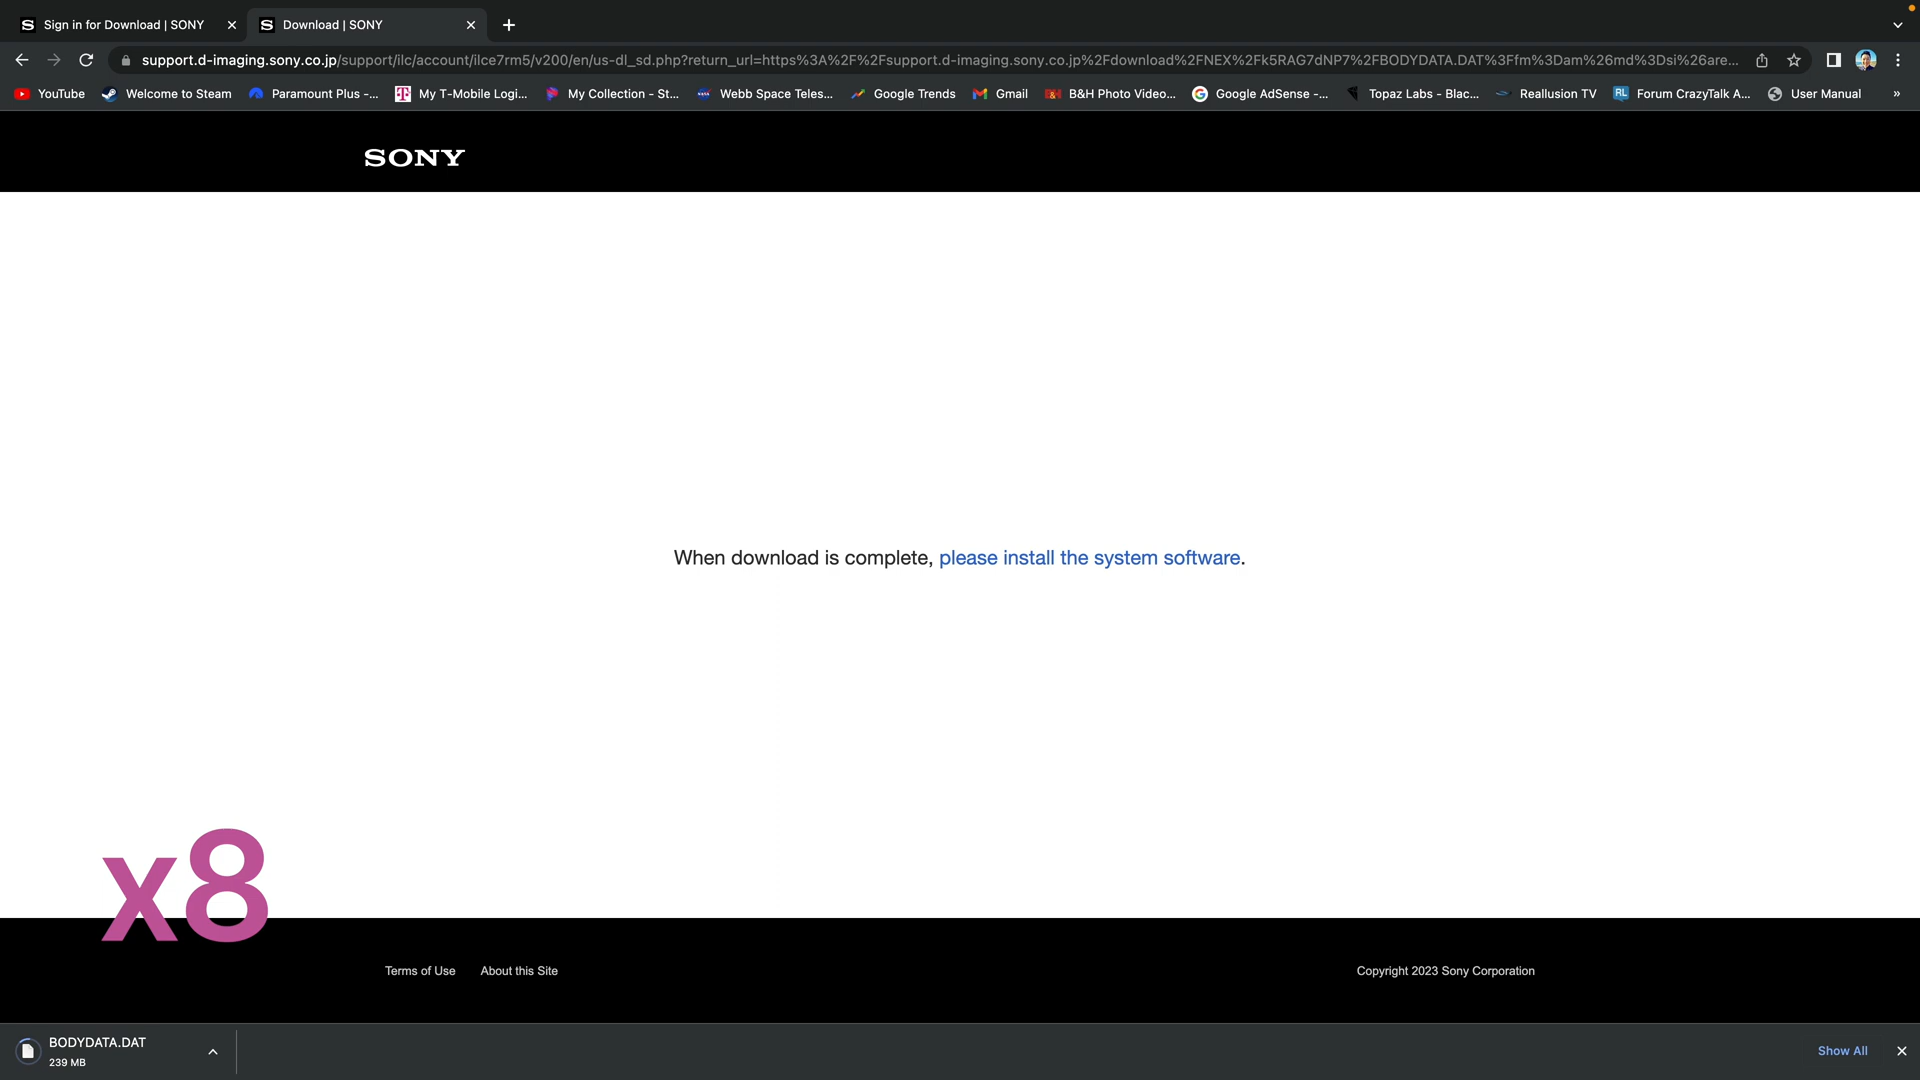 Sign in for Download | SONY
Download | SONY
support.d-imaging.sony.co.jp/support/ilc/account/ilce7rm5/v200/en/us-dl_sd.php?return_url=https%3A%2F%2Fsupport.d-imaging.sony.co.jp%2Fdownload%2FNEX%2Fk5RAG7dNP7%2FBODYDATA.DAT%3Ffm%3Dam%26md%3Dsi%26are...
YouTube
Welcome to Steam
Paramount Plus -...
My T-Mobile Logi...
My Collection - St...
Webb Space Teles...
Google Trends
Gmail
B&H Photo Video...
Google AdSense -...
Topaz Labs - Blac...
Reallusion TV
RL
Forum CrazyTalk A...
User Manual
»
SONY
When download is complete, please install the system software.
x8
Terms of Use
About this Site
Copyright 2023 Sony Corporation
BODYDATA.DAT
239 MB
Show All